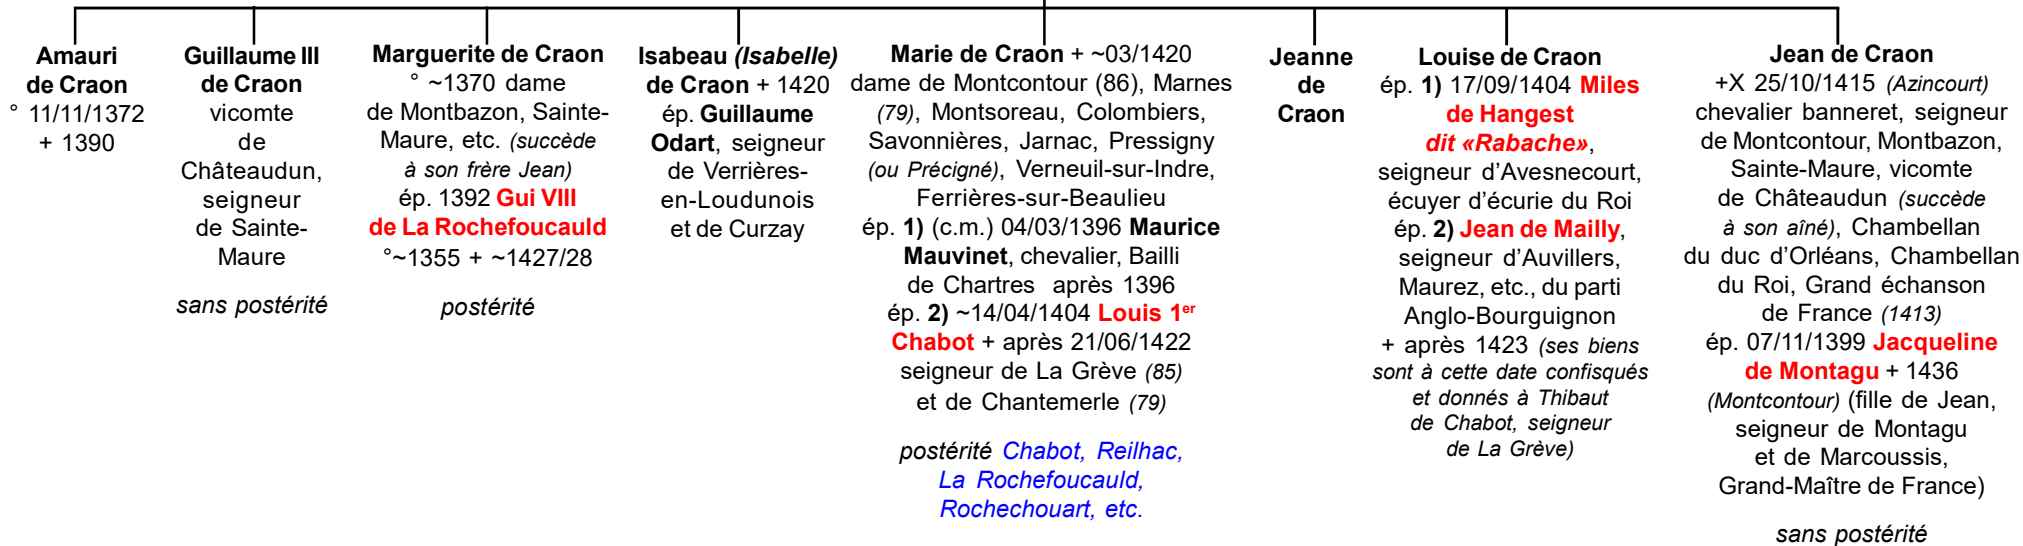 Amauri
de Craon
° 11/11/1372
+ 1390
Guillaume III
de Craon
vicomte
de
Châteaudun,
seigneur
de Sainte-
Maure
sans postérité
Marguerite de Craon
° ~1370 dame
de Montbazon, Sainte-
Maure, etc. (succède
à son frère Jean)
ép. 1392 Gui VIII
de La Rochefoucauld
°~1355 + ~1427/28
postérité
Isabeau (Isabelle)
de Craon + 1420
ép. Guillaume
Odart, seigneur
de Verrières-
en-Loudunois
et de Curzay
Marie de Craon + ~03/1420
dame de Montcontour (86), Marnes
(79), Montsoreau, Colombiers,
Savonnières, Jarnac, Pressigny
(ou Précigné), Verneuil-sur-Indre,
Ferrières-sur-Beaulieu
ép. 1) (c.m.) 04/03/1396 Maurice
Mauvinet, chevalier, Bailli
de Chartres après 1396
ép. 2) ~14/04/1404 Louis 1er
Chabot + après 21/06/1422
seigneur de La Grève (85)
et de Chantemerle (79)
postérité Chabot, Reilhac,
La Rochefoucauld,
Rochechouart, etc.
Jeanne
de
Craon
Louise de Craon
ép. 1) 17/09/1404 Miles
de Hangest
dit «Rabache»,
seigneur d’Avesnecourt,
écuyer d’écurie du Roi
ép. 2) Jean de Mailly,
seigneur d’Auvillers,
Maurez, etc., du parti
Anglo-Bourguignon
+ après 1423 (ses biens
sont à cette date confisqués
et donnés à Thibaut
de Chabot, seigneur
de La Grève)
Jean de Craon
+X 25/10/1415 (Azincourt)
chevalier banneret, seigneur
de Montcontour, Montbazon,
Sainte-Maure, vicomte
de Châteaudun (succède
à son aîné), Chambellan
du duc d’Orléans, Chambellan
du Roi, Grand échanson
de France (1413)
ép. 07/11/1399 Jacqueline
de Montagu + 1436
(Montcontour) (fille de Jean,
seigneur de Montagu
et de Marcoussis,
Grand-Maître de France)
sans postérité